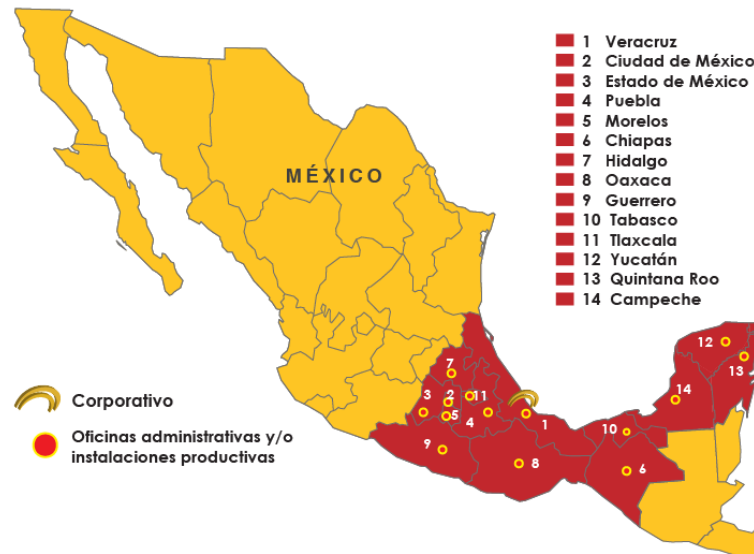 MÉXICO
1 Veracruz
2 Ciudad de México
3 Estado de México
4 Puebla
5 Morelos
6 Chiapas
7 Hidalgo
8 Oaxaca
9 Guerrero
10 Tabasco
11 Tlaxcala
12 Yucatán
13 Quintana Roo
14 Campeche
12
13
7
14
3
2
11
5
4
1
10
9
8
6
Corporativo
Oficinas administrativas y/o
instalaciones productivas